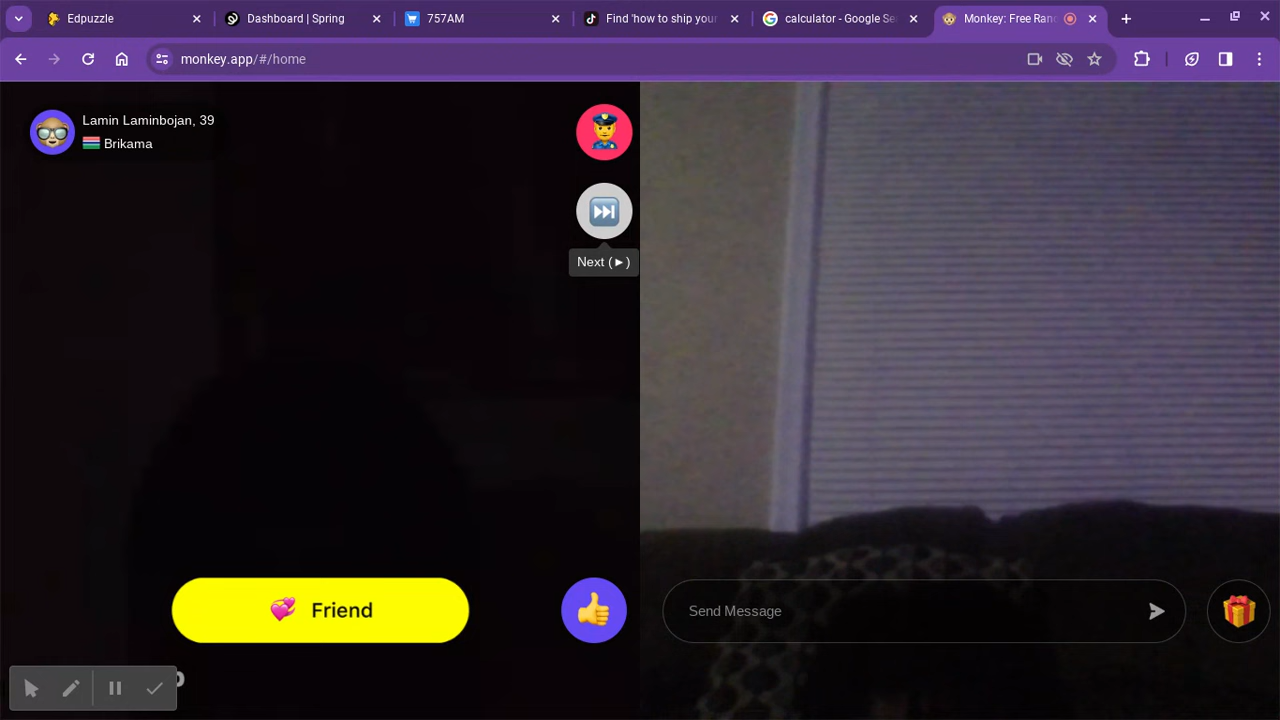 Edpuzzle
Dashboard | Spring
757AM
Find 'how to ship your
calculator - Google Se
Monkey: Free Ran
monkey.app/#/home
Lamin Laminbojan, 39
Brikama
Next (►)
Friend
Send Message